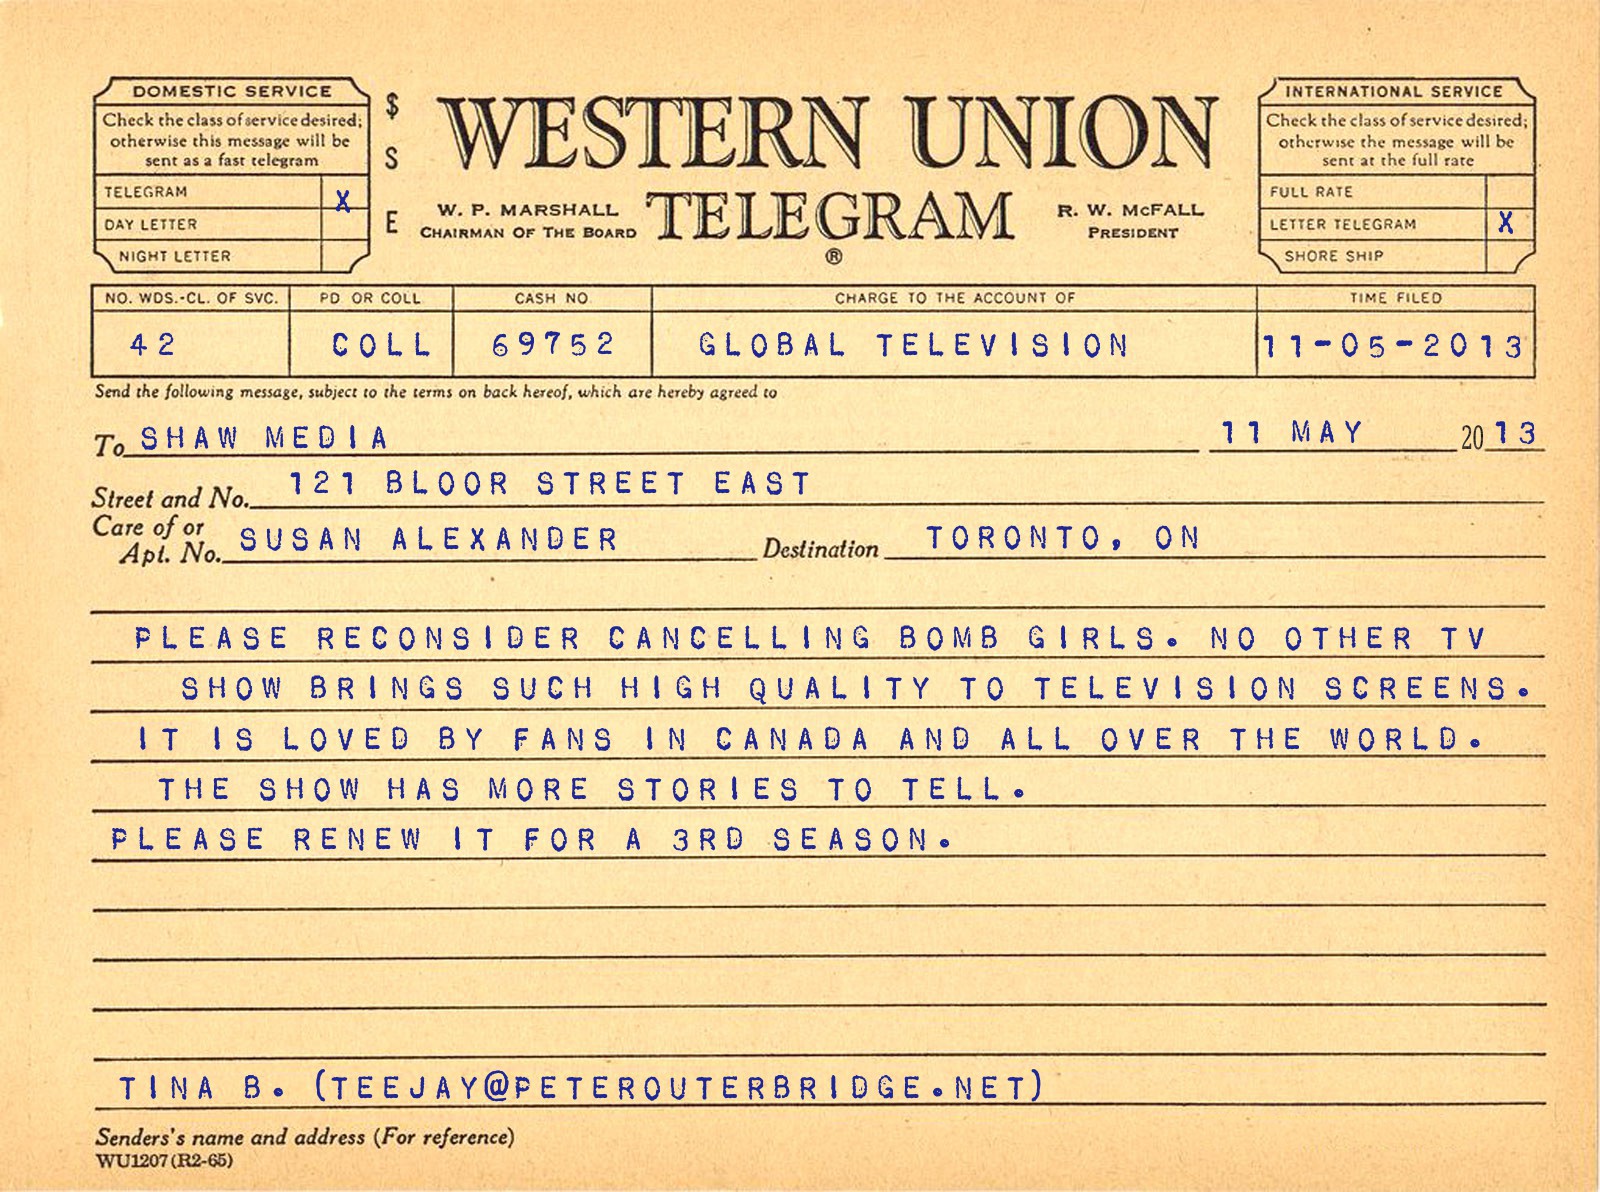 DOMESTIC SERVICE
Check the class of service desired;
otherwise this message will be
sent as a fast telegram
TELEGRAM X
DAY LETTER
NIGHT LETTER
$
S
E
WESTERN UNION
TELEGRAM
®
W. P. MARSHALL
CHAIRMAN OF THE BOARD
R. W. McFALL
PRESIDENT
INTERNATIONAL SERVICE
Check the class of service desired;
otherwise the message will be
sent at the full rate
FULL RATE
LETTER TELEGRAM X
SHORE SHIP
NO. WDS.-CL. OF SVC. PD OR COLL CASH NO CHARGE TO THE ACCOUNT OF TIME FILED
42 COLL 69752 GLOBAL TELEVISION 11-05-2013
Send the following message, subject to the terms on back hereof, which are hereby agreed to
To SHAW MEDIA 11 MAY 2013
Street and No. 121 BLOOR STREET EAST
Care of or
Apt. No. SUSAN ALEXANDER Destination TORONTO, ON
PLEASE RECONSIDER CANCELLING BOMB GIRLS. NO OTHER TV
SHOW BRINGS SUCH HIGH QUALITY TO TELEVISION SCREENS.
IT IS LOVED BY FANS IN CANADA AND ALL OVER THE WORLD.
THE SHOW HAS MORE STORIES TO TELL.
PLEASE RENEW IT FOR A 3RD SEASON.
TINA B. (TEEJAY@PETEROUTERBRIDGE.NET)
Senders's name and address (For reference)
WU1207 (R2-65)